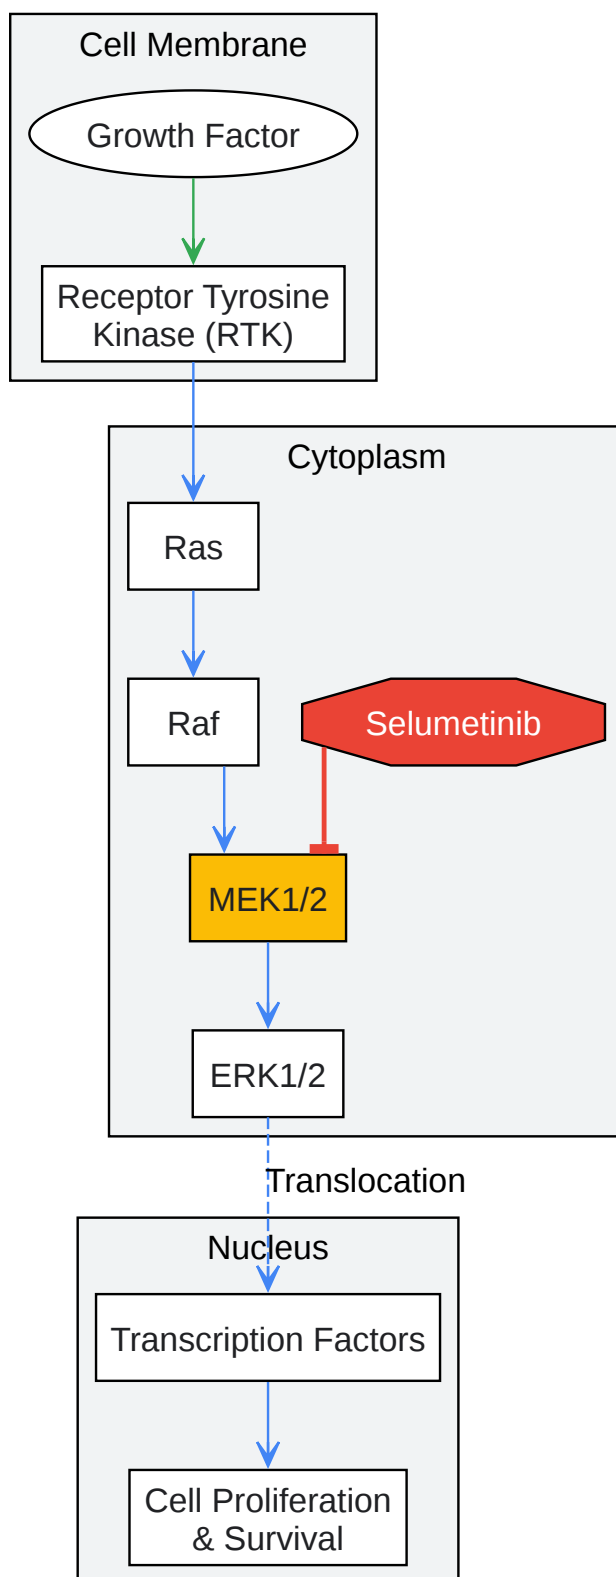 Cell Membrane
Growth Factor
Receptor Tyrosine
Kinase (RTK)
Cytoplasm
Ras
Raf
Selumetinib
MEK1/2
ERK1/2
Translocation
Nucleus
Transcription Factors
Cell Proliferation
& Survival